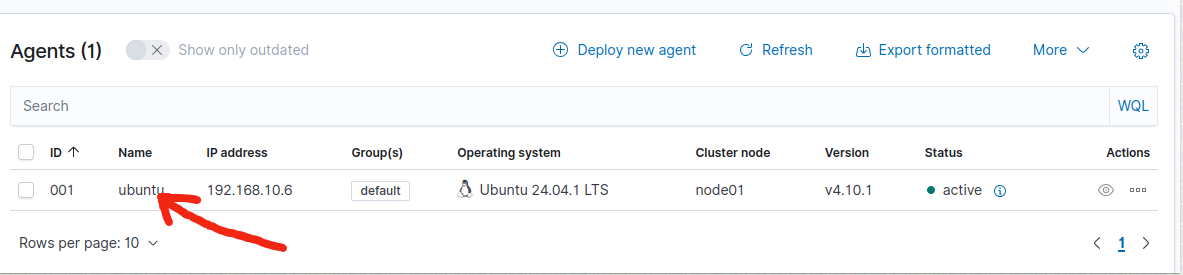 Agents (1) Show only outdated Deploy new agent Refresh Export formatted More
Search WQL
ID Name IP address Group(s) Operating system Cluster node Version Status Actions
001 ubuntu 192.168.10.6 default Ubuntu 24.04.1 LTS node01 v4.10.1 active
Rows per page: 10 1